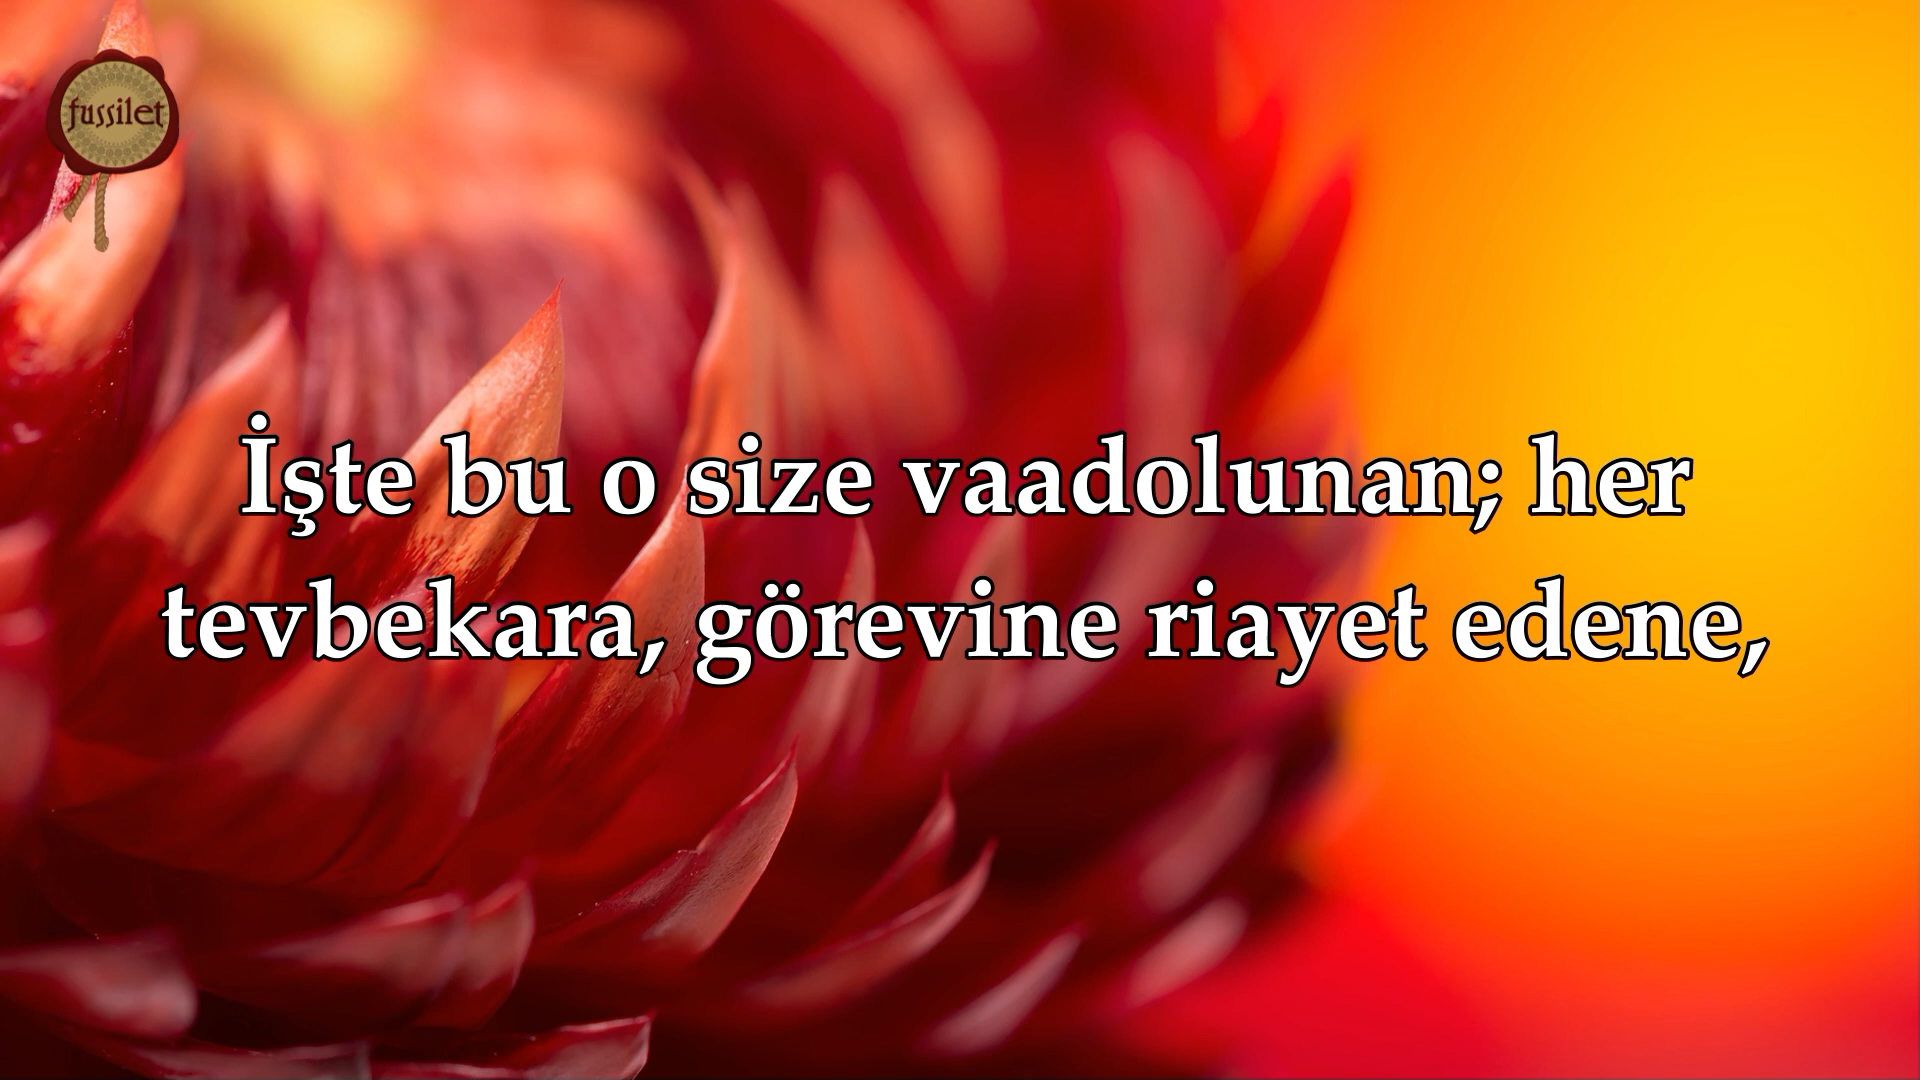 fussilet
İşte bu o size vaadolunan; her
tevbekara, görevine riayet edene,